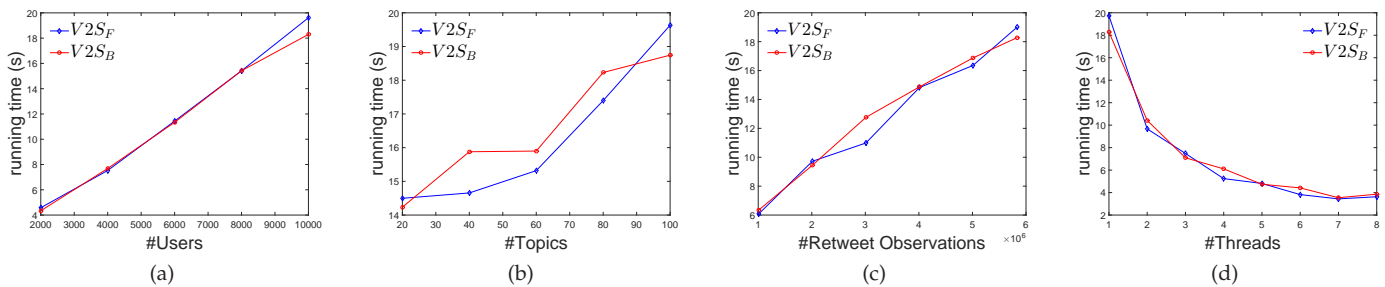 running time (s)
20
18
16
14
12
10
8
6
4
2000 3000 4000 5000 6000 7000 8000 9000 10000
#Users
V2S_F
V2S_B
(a)
running time (s)
20
19
18
17
16
15
14
20 30 40 50 60 70 80 90 100
#Topics
V2S_F
V2S_B
(b)
running time (s)
20
18
16
14
12
10
8
6
1 2 3 4 5 6
×10^6
#Retweet Observations
V2S_F
V2S_B
(c)
running time (s)
20
18
16
14
12
10
8
6
4
2
1 2 3 4 5 6 7 8
#Threads
V2S_F
V2S_B
(d)